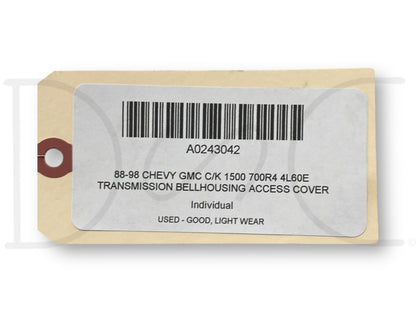 A0243042
88-98 CHEVY GMC C/K 1500 700R4 4L60E
TRANSMISSION BELLHOUSING ACCESS COVER
Individual
USED - GOOD, LIGHT WEAR